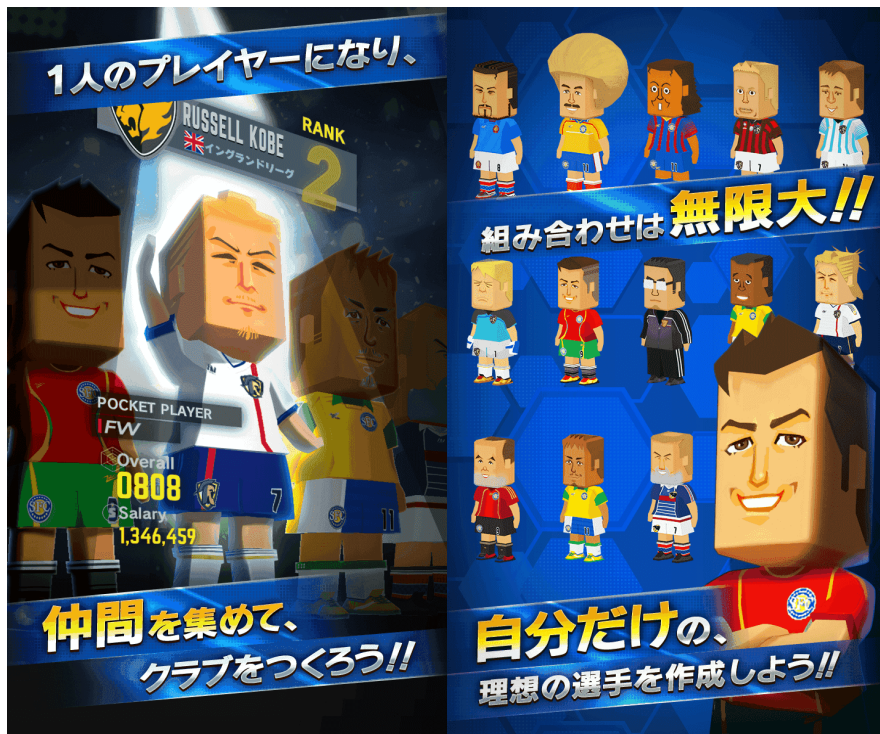 1人のプレイヤーになり、
RUSSELL KOBE
イングランドリーグ
RANK
2
POCKET PLAYER
FW
Overall
0808
Salary
1,346,459
7
11
仲間を集めて、
クラブをつくろう!!
組み合わせは無限大!!
自分だけの、
理想の選手を作成しよう!!